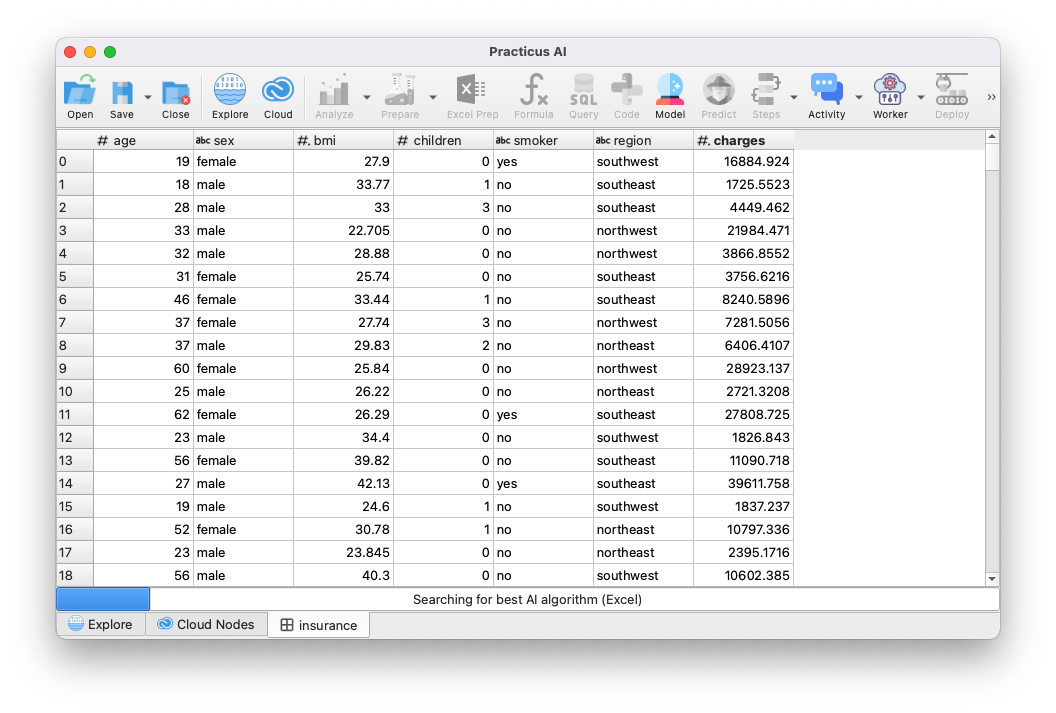 Practicus AI
Open Save Close Explore Cloud Analyze Prepare Excel Prep Formula Query Code Model Predict Steps Activity Worker Deploy »
# age abc sex #. bmi # children abc smoker abc region #. charges
0 19 female 27.9 0 yes southwest 16884.924
1 18 male 33.77 1 no southeast 1725.5523
2 28 male 33 3 no southeast 4449.462
3 33 male 22.705 0 no northwest 21984.471
4 32 male 28.88 0 no northwest 3866.8552
5 31 female 25.74 0 no southeast 3756.6216
6 46 female 33.44 1 no southeast 8240.5896
7 37 female 27.74 3 no northwest 7281.5056
8 37 male 29.83 2 no northeast 6406.4107
9 60 female 25.84 0 no northwest 28923.137
10 25 male 26.22 0 no northeast 2721.3208
11 62 female 26.29 0 yes southeast 27808.725
12 23 male 34.4 0 no southwest 1826.843
13 56 female 39.82 0 no southeast 11090.718
14 27 male 42.13 0 yes southeast 39611.758
15 19 male 24.6 1 no southwest 1837.237
16 52 female 30.78 1 no northeast 10797.336
17 23 male 23.845 0 no northeast 2395.1716
18 56 male 40.3 0 no southwest 10602.385
Searching for best AI algorithm (Excel)
Explore Cloud Nodes insurance